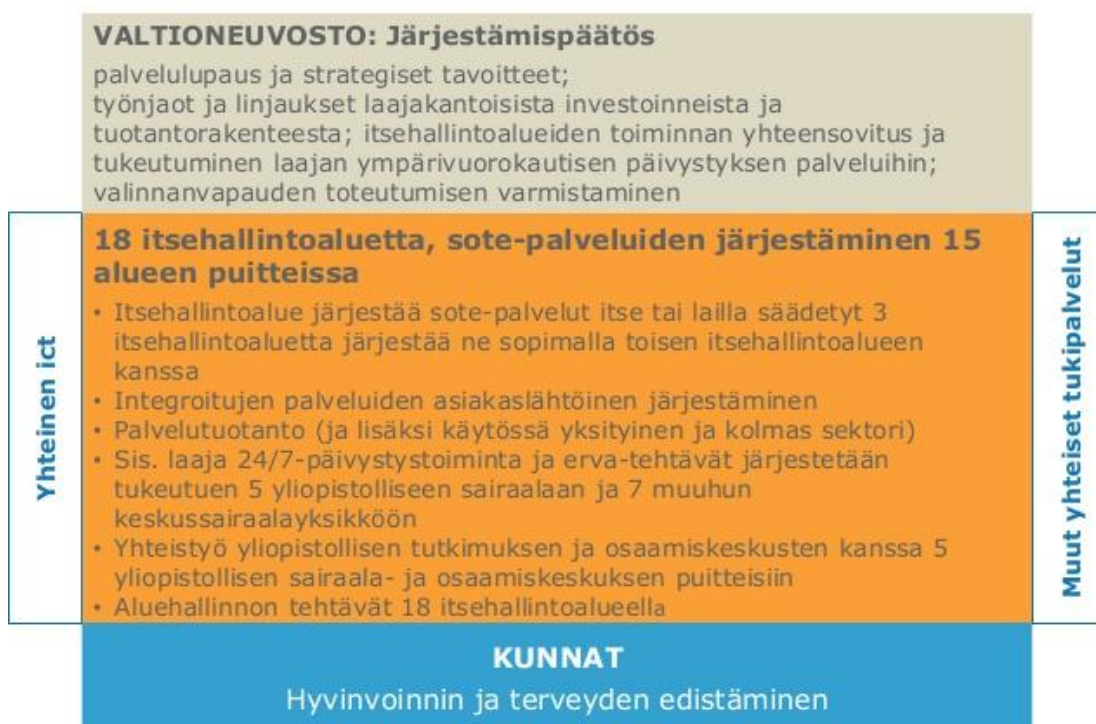 VALTIONEUVOSTO: Järjestämispäätös
palvelulupaus ja strategiset tavoitteet;
työnjaot ja linjaukset laajakantoisista investoinneista ja
tuotantorakenteesta; itsehallintoalueiden toiminnan yhteensovitus ja
tukeutuminen laajan ympärivuorokautisen päivystyksen palveluihin;
valinnanvapauden toteutumisen varmistaminen
Yhteinen ict
18 itsehallintoaluetta, sote-palveluiden järjestäminen 15
alueen puitteissa
• Itsehallintoalue järjestää sote-palvelut itse tai lailla säädetyt 3
itsehallintoaluetta järjestää ne sopimalla toisen itsehallintoalueen
kanssa
• Integroitujen palveluiden asiakaslähtöinen järjestäminen
• Palvelutuotanto (ja lisäksi käytössä yksityinen ja kolmas sektori)
• Sis. laaja 24/7-päivystystoiminta ja erva-tehtävät järjestetään
tukeutuen 5 yliopistolliseen sairaalaan ja 7 muuhun
keskussairaalayksikköön
• Yhteistyö yliopistollisen tutkimuksen ja osaamiskeskusten kanssa 5
yliopistollisen sairaala- ja osaamiskeskuksen puitteisiin
• Aluehallinnon tehtävät 18 itsehallintoalueella
Muut yhteiset tukipalvelut
KUNNAT
Hyvinvoinnin ja terveyden edistäminen